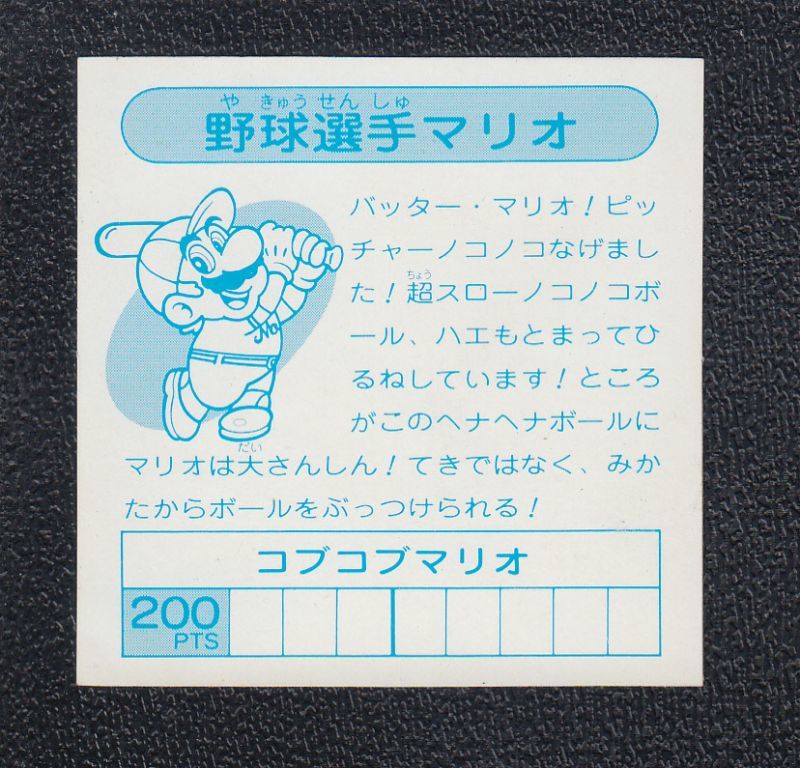 や きゅう せん しゅ
野球選手マリオ
バッター・マリオ!ピッ
チャーノコノコなげまし
ちょう
た!超スローノコノコボ
ール、ハエもとまってひ
るねしています!ところ
がこのヘナヘナボールに
だい
マリオは大さんしん!てきではなく、みか
たからボールをぶっつけられる!
コブコブマリオ
200
PTS